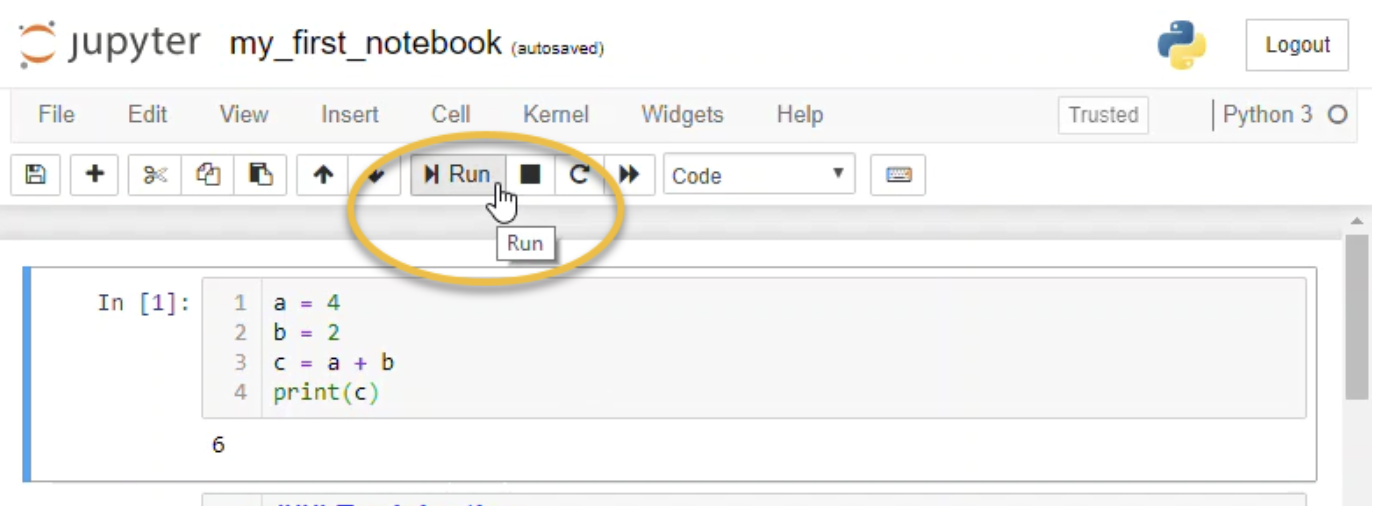 Jupyter my_first_notebook (autosaved) Logout
File Edit View Insert Cell Kernel Widgets Help Trusted Python 3
Run Code
Run
In [1]: 1 a = 4
2 b = 2
3 c = a + b
4 print(c)
6